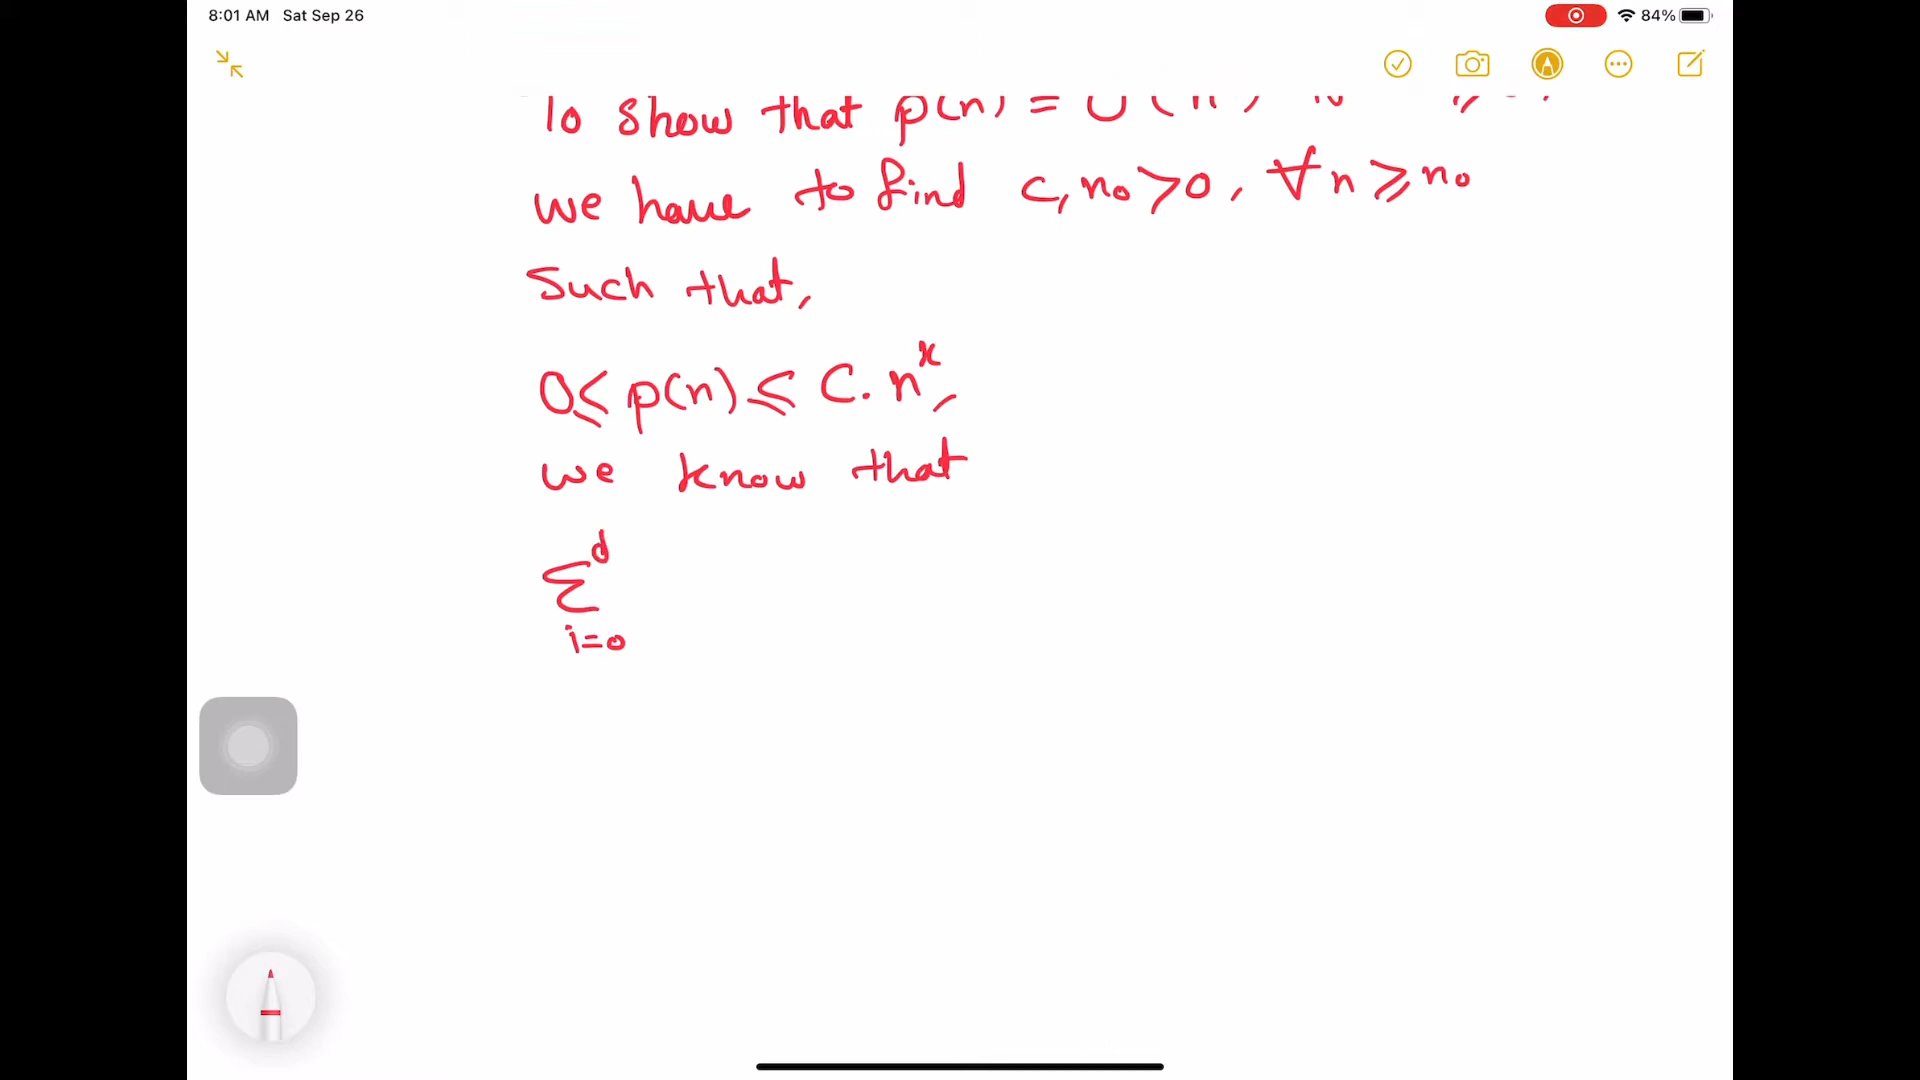 8:01 AM Sat Sep 26
84%
To show that p(n) = O(n
we have to find c, n₀ > 0, ∀n ⩾ n₀
Such that,
0 ⩽ p(n) ⩽ C. nᵏ,
we know that
d
Σ
i=0